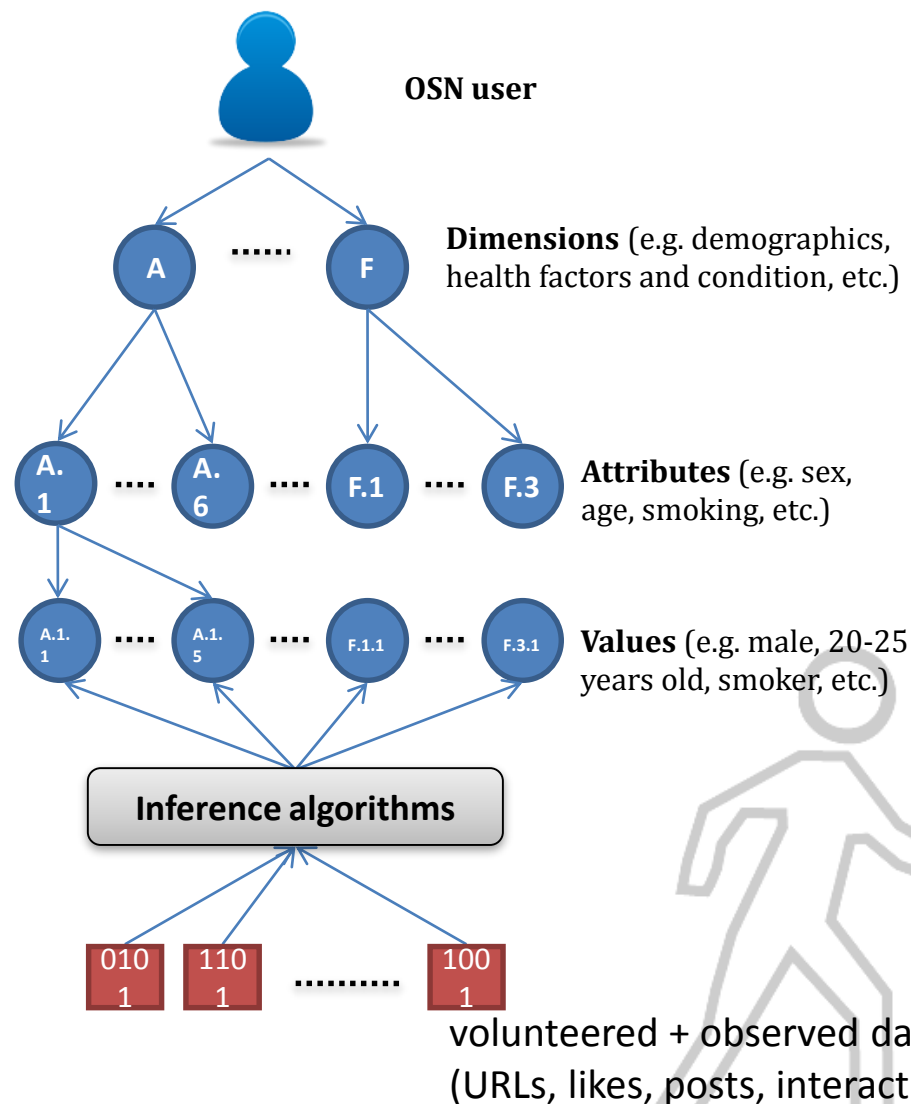 OSN user
Dimensions (e.g. demographics,
health factors and condition, etc.)
A ...... F
Attributes (e.g. sex,
age, smoking, etc.)
A.
1
....
A.
6
....
F.1
....
F.3
Values (e.g. male, 20-25
years old, smoker, etc.)
A.1.
1
....
A.1.
5
....
F.1.1
....
F.3.1
Inference algorithms
010
1
110
1
..........
100
1
volunteered + observed da
(URLs, likes, posts, interact